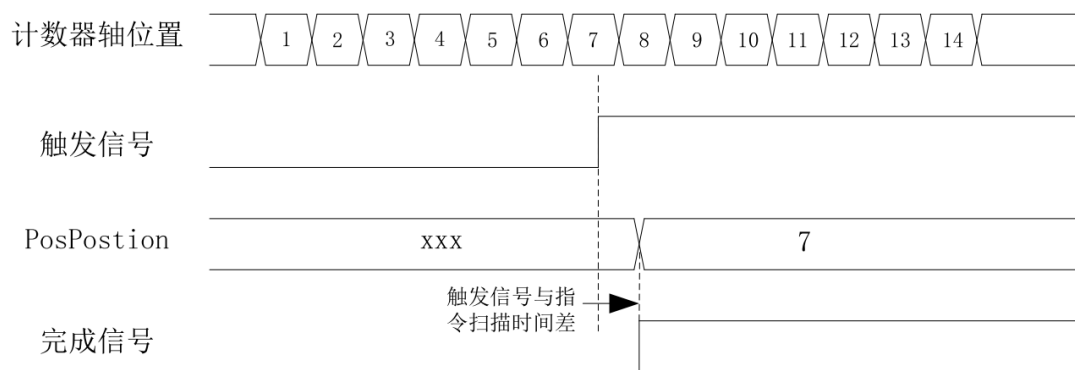 计数器轴位置 1 2 3 4 5 6 7 8 9 10 11 12 13 14
触发信号
PosPostion xxx 7
触发信号与指
令扫描时间差
完成信号